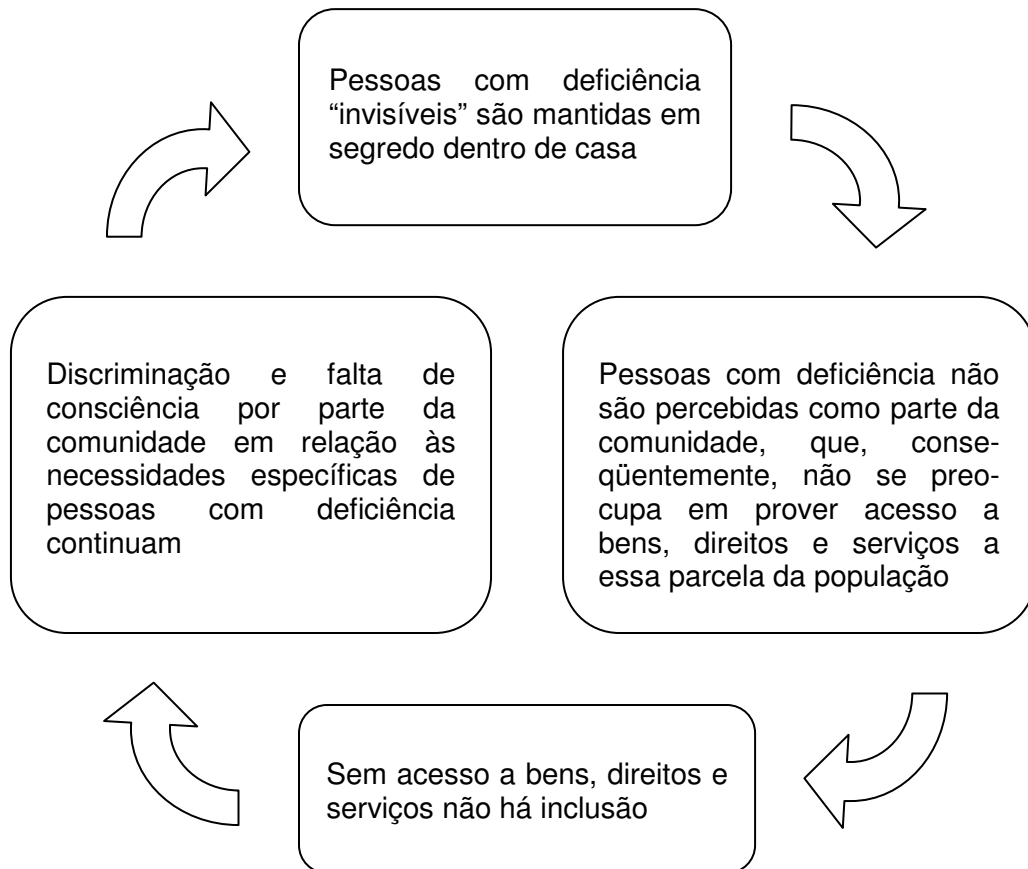 Pessoas com deficiência
“invisíveis” são mantidas em
segredo dentro de casa
Pessoas com deficiência não
são percebidas como parte da
comunidade, que, conse-
qüentemente, não se preo-
cupa em prover acesso a
bens, direitos e serviços a
essa parcela da população
Sem acesso a bens, direitos e
serviços não há inclusão
Discriminação e falta de
consciência por parte da
comunidade em relação às
necessidades específicas de
pessoas com deficiência
continuam